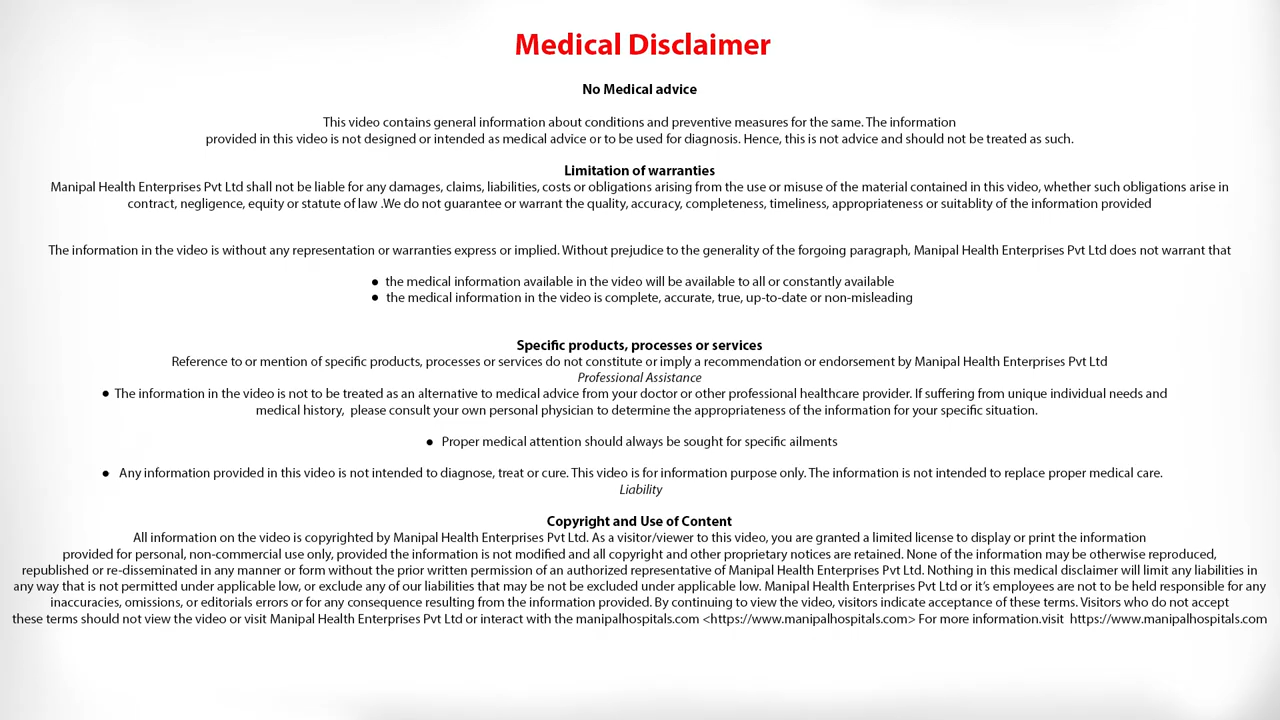 Medical Disclaimer
No Medical advice
This video contains general information about conditions and preventive measures for the same. The information
provided in this video is not designed or intended as medical advice or to be used for diagnosis. Hence, this is not advice and should not be treated as such.
Limitation of warranties
Manipal Health Enterprises Pvt Ltd shall not be liable for any damages, claims, liabilities, costs or obligations arising from the use or misuse of the material contained in this video, whether such obligations arise in
contract, negligence, equity or statute of law .We do not guarantee or warrant the quality, accuracy, completeness, timeliness, appropriateness or suitablity of the information provided
The information in the video is without any representation or warranties express or implied. Without prejudice to the generality of the forgoing paragraph, Manipal Health Enterprises Pvt Ltd does not warrant that
● the medical information available in the video will be available to all or constantly available
● the medical information in the video is complete, accurate, true, up-to-date or non-misleading
Specific products, processes or services
Reference to or mention of specific products, processes or services do not constitute or imply a recommendation or endorsement by Manipal Health Enterprises Pvt Ltd
Professional Assistance
● The information in the video is not to be treated as an alternative to medical advice from your doctor or other professional healthcare provider. If suffering from unique individual needs and
medical history, please consult your own personal physician to determine the appropriateness of the information for your specific situation.
● Proper medical attention should always be sought for specific ailments
● Any information provided in this video is not intended to diagnose, treat or cure. This video is for information purpose only. The information is not intended to replace proper medical care.
Liability
Copyright and Use of Content
All information on the video is copyrighted by Manipal Health Enterprises Pvt Ltd. As a visitor/viewer to this video, you are granted a limited license to display or print the information
provided for personal, non-commercial use only, provided the information is not modified and all copyright and other proprietary notices are retained. None of the information may be otherwise reproduced,
republished or re-disseminated in any manner or form without the prior written permission of an authorized representative of Manipal Health Enterprises Pvt Ltd. Nothing in this medical disclaimer will limit any liabilities in
any way that is not permitted under applicable low, or exclude any of our liabilities that may be not be excluded under applicable low. Manipal Health Enterprises Pvt Ltd or it's employees are not to be held responsible for any
inaccuracies, omissions, or editorials errors or for any consequence resulting from the information provided. By continuing to view the video, visitors indicate acceptance of these terms. Visitors who do not accept
these terms should not view the video or visit Manipal Health Enterprises Pvt Ltd or interact with the manipalhospitals.com <https://www.manipalhospitals.com> For more information.visit https://www.manipalhospitals.com